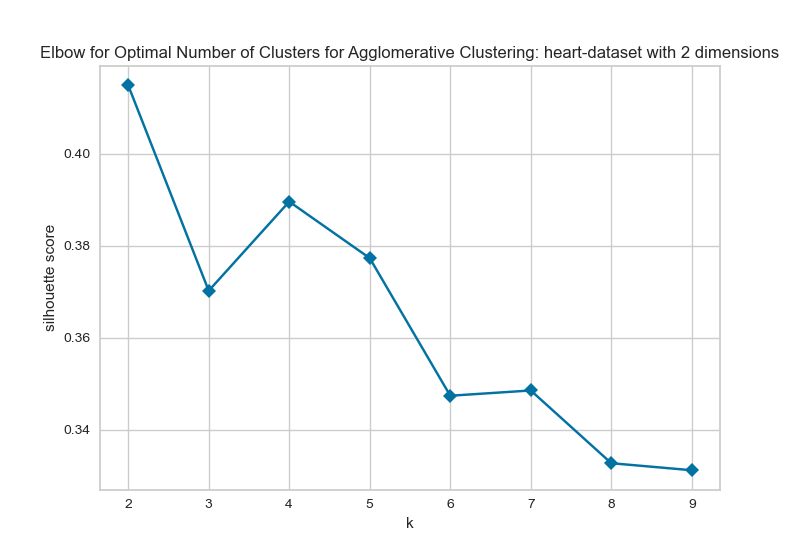 Elbow for Optimal Number of Clusters for Agglomerative Clustering: heart-dataset with 2 dimensions
silhouette score
0.40
0.38
0.36
0.34
2 3 4 5 6 7 8 9
k